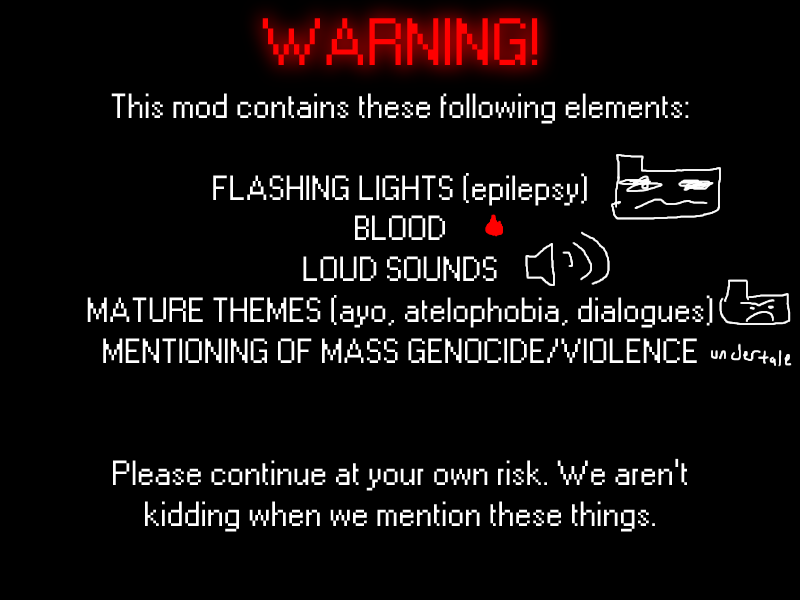 WARNING!
This mod contains these following elements:
FLASHING LIGHTS (epilepsy)
BLOOD
LOUD SOUNDS
MATURE THEMES (ayo, atelophobia, dialogues)
MENTIONING OF MASS GENOCIDE/VIOLENCE undertale
Please continue at your own risk. We aren't
kidding when we mention these things.